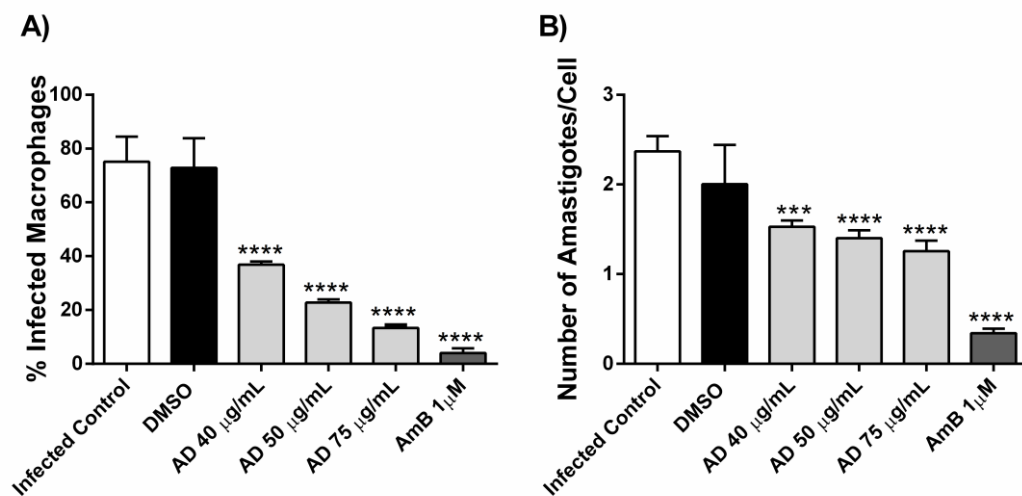 A)
% Infected Macrophages
100
80
60
40
20
0
****
****
****
****
Infected Control
DMSO
AD 40 μg/mL
AD 50 μg/mL
AD 75 μg/mL
AmB 1μM
B)
Number of Amastigotes/Cell
3
2
1
0
***
****
****
****
Infected Control
DMSO
AD 40 μg/mL
AD 50 μg/mL
AD 75 μg/mL
AmB 1μM